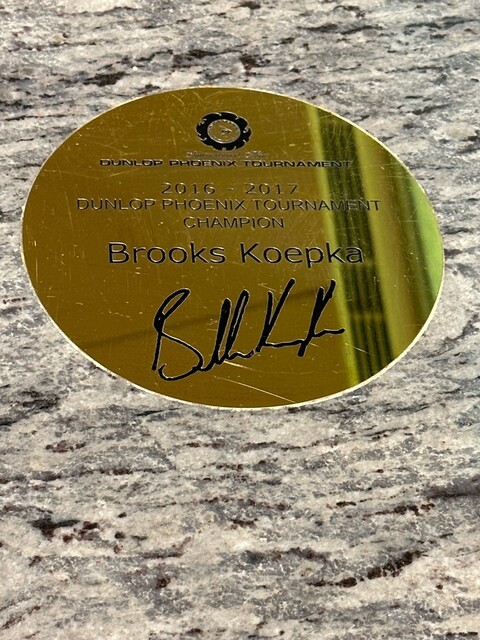 DUNLOP PHOENIX TOURNAMENT
2016 - 2017
DUNLOP PHOENIX TOURNAMENT
CHAMPION
Brooks Koepka